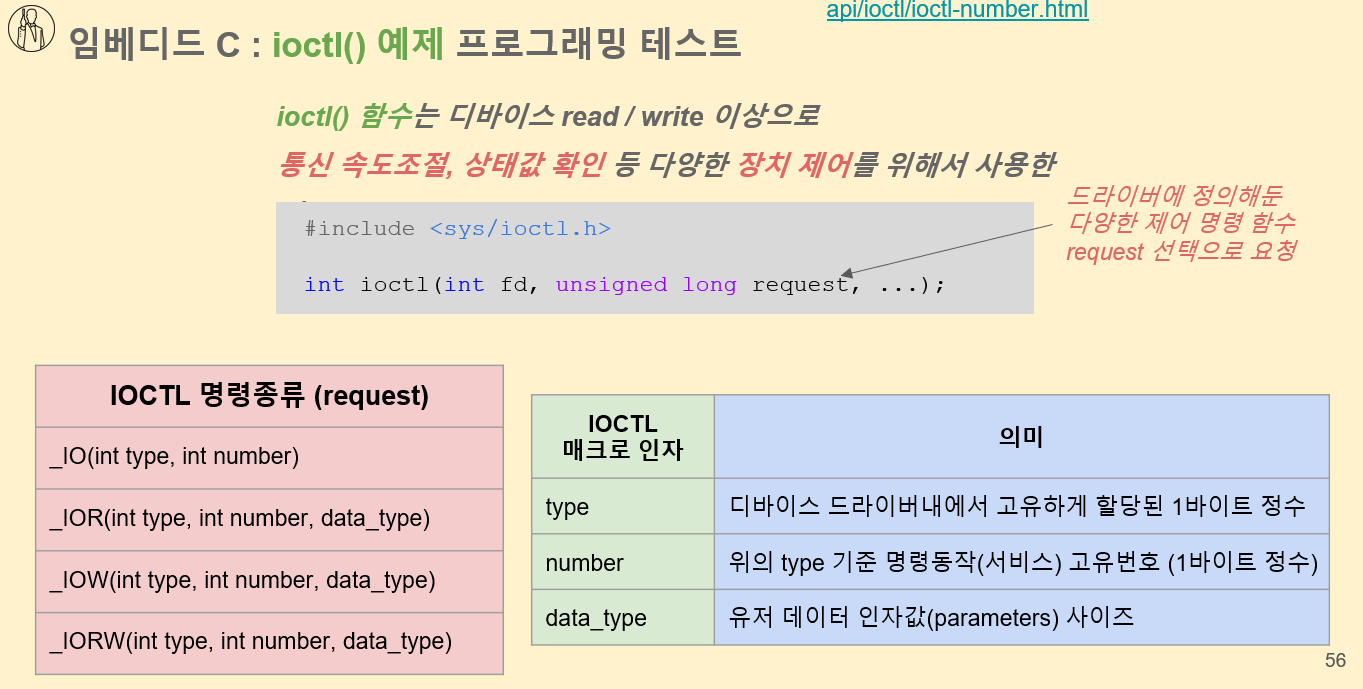 api/ioctl/ioctl-number.html
임베디드 C : ioctl() 예제 프로그래밍 테스트
ioctl() 함수는 디바이스 read / write 이상으로
통신 속도조절, 상태값 확인 등 다양한 장치 제어를 위해서 사용한
드라이버에 정의해둔
다양한 제어 명령 함수
request 선택으로 요청
#include <sys/ioctl.h>
int ioctl(int fd, unsigned long request, ...);
IOCTL 명령종류 (request)
_IO(int type, int number)
_IOR(int type, int number, data_type)
_IOW(int type, int number, data_type)
_IORW(int type, int number, data_type)
IOCTL
매크로 인자
의미
type
디바이스 드라이버내에서 고유하게 할당된 1바이트 정수
number
위의 type 기준 명령동작(서비스) 고유번호 (1바이트 정수)
data_type
유저 데이터 인자값(parameters) 사이즈
56